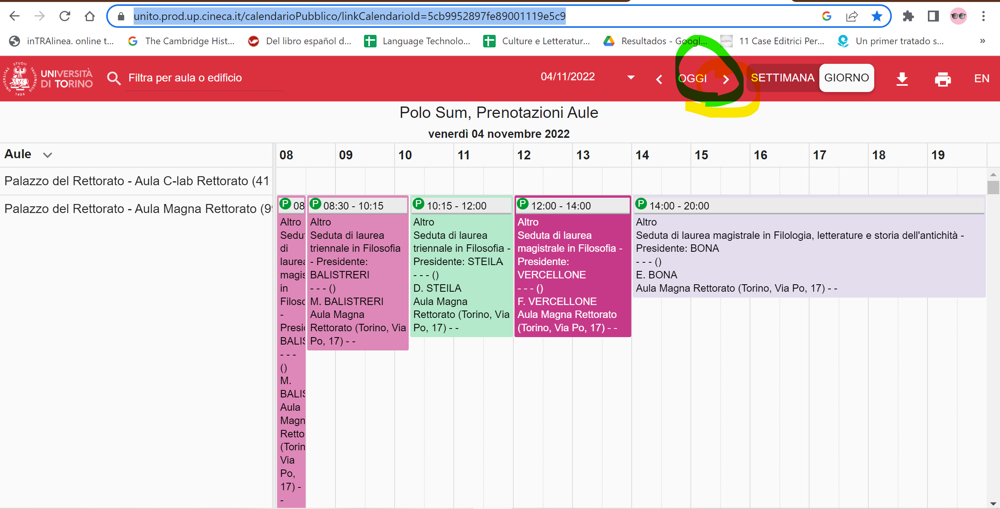 unito.prod.up.cineca.it/calendarioPubblico/linkCalendarioId=5cb9952897fe89001119e5c9
inTRAlinea. online t...
The Cambridge Hist...
Del libro español d...
Language Technolo...
Culture e Letteratur...
Resultados - Googl...
11 Case Editrici Per...
Un primer tratado s...
»
UNIVERSITAS
STUDII
TAURINENSIS
1404
UNIVERSITÀ
DI TORINO
Filtra per aula o edificio
04/11/2022
OGGI
SETTIMANA
GIORNO
EN
Polo Sum, Prenotazioni Aule
venerdì 04 novembre 2022
Aule
08 09 10 11 12 13 14 15 16 17 18 19
Palazzo del Rettorato - Aula C-lab Rettorato (41
Palazzo del Rettorato - Aula Magna Rettorato (99
P 08
Altro
Sedu
di
laurea
magis
in
Filoso
-
Presid
BALIS
- - -
()
M.
BALIS
Aula
Magn
Retto
(Torin
Via
Po,
17) -
-
P 08:30 - 10:15
Altro
Seduta di laurea
triennale in Filosofia
- Presidente:
BALISTRERI
- - - ()
M. BALISTRERI
Aula Magna
Rettorato (Torino, Via
Po, 17) - -
P 10:15 - 12:00
Altro
Seduta di laurea
triennale in Filosofia -
Presidente: STEILA
- - - ()
D. STEILA
Aula Magna
Rettorato (Torino, Via
Po, 17) - -
P 12:00 - 14:00
Altro
Seduta di laurea
magistrale in Filosofia -
Presidente:
VERCELLONE
- - - ()
F. VERCELLONE
Aula Magna Rettorato
(Torino, Via Po, 17) - -
P 14:00 - 20:00
Altro
Seduta di laurea magistrale in Filologia, letterature e storia dell'antichità -
Presidente: BONA
- - - ()
E. BONA
Aula Magna Rettorato (Torino, Via Po, 17) - -